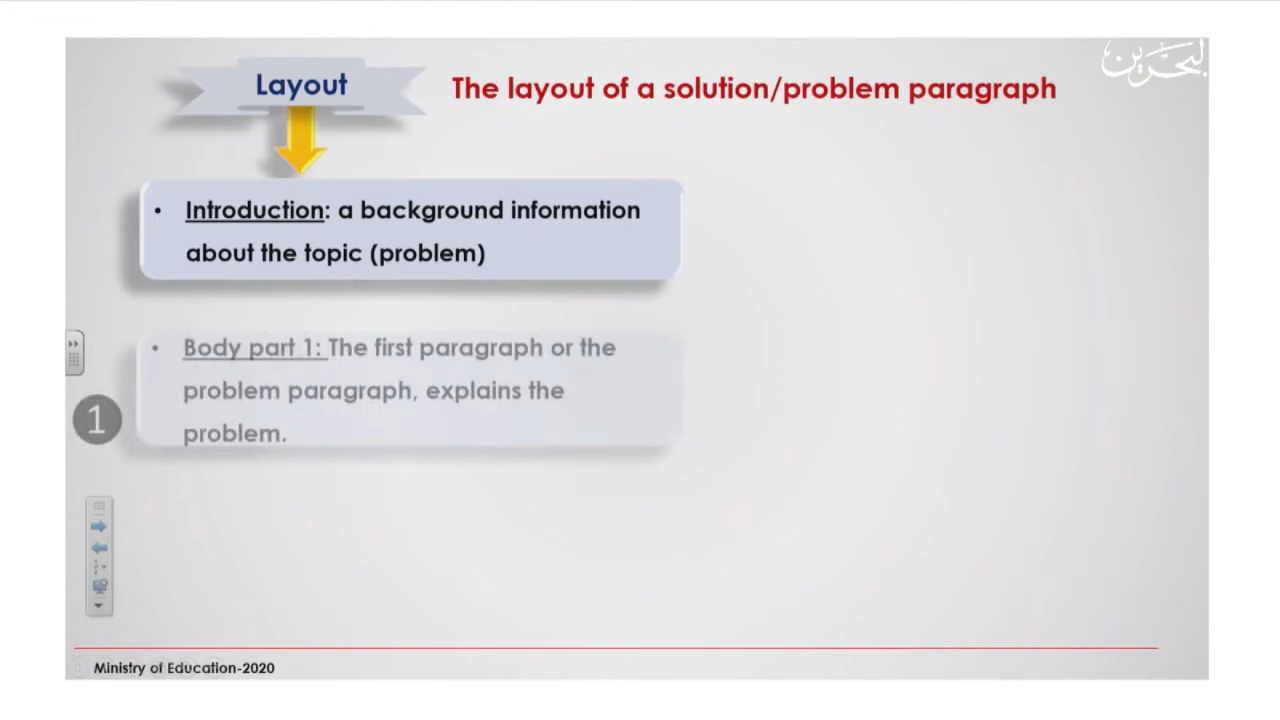 البحرين
Layout
The layout of a solution/problem paragraph
• Introduction: a background information
about the topic (problem)
• Body part 1: The first paragraph or the
problem paragraph, explains the
problem.
1
Ministry of Education-2020